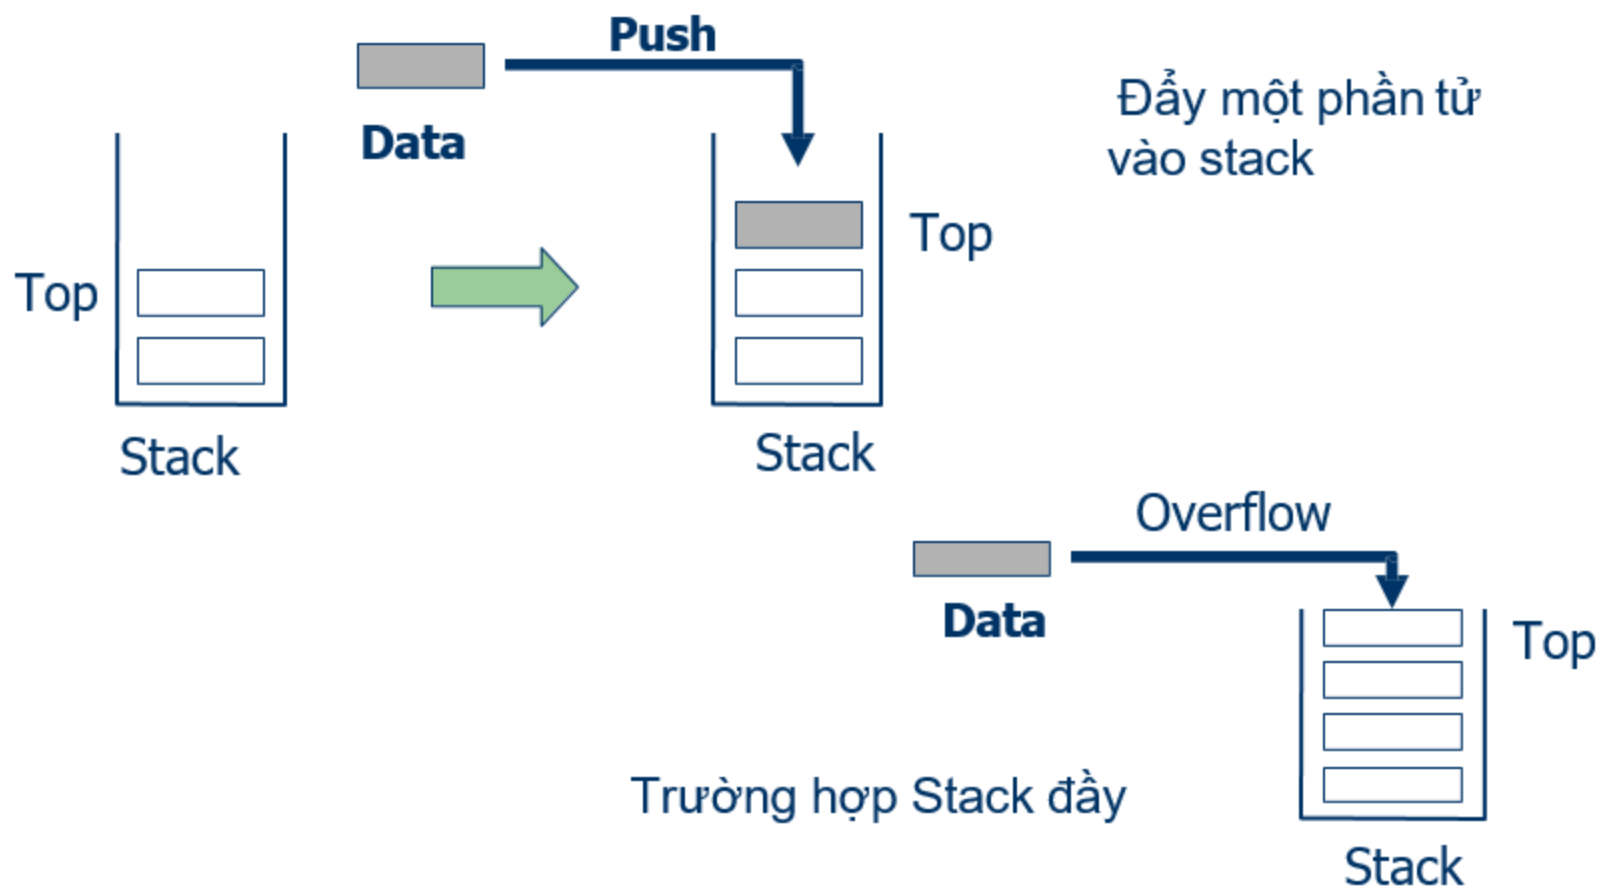 Push
Data
Đẩy một phần tử
vào stack
Top
Top
Stack
Stack
Overflow
Data
Top
Trường hợp Stack đầy
Stack